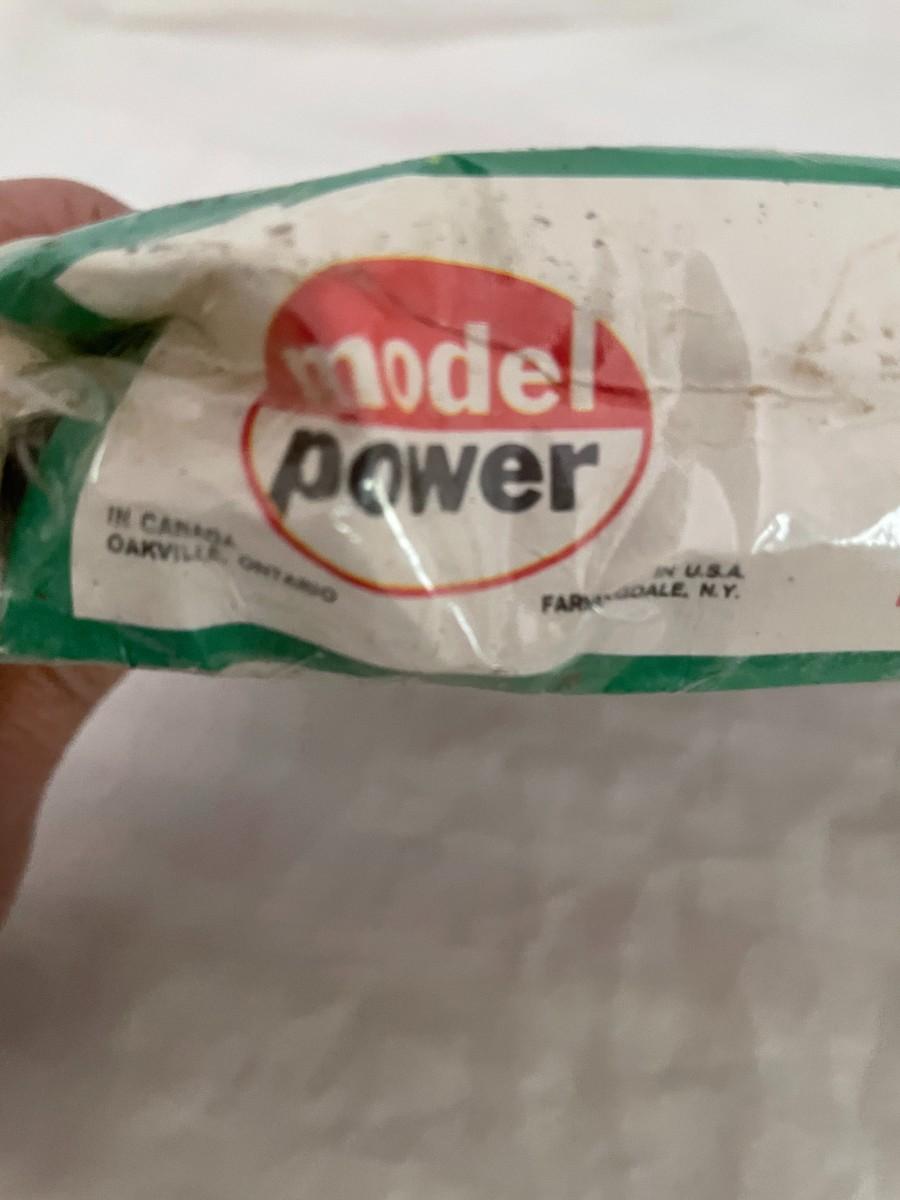 model
power
IN CANADA
OAKVILLE, ONTARIO
IN U.S.A.
FARMINGDALE, N.Y.